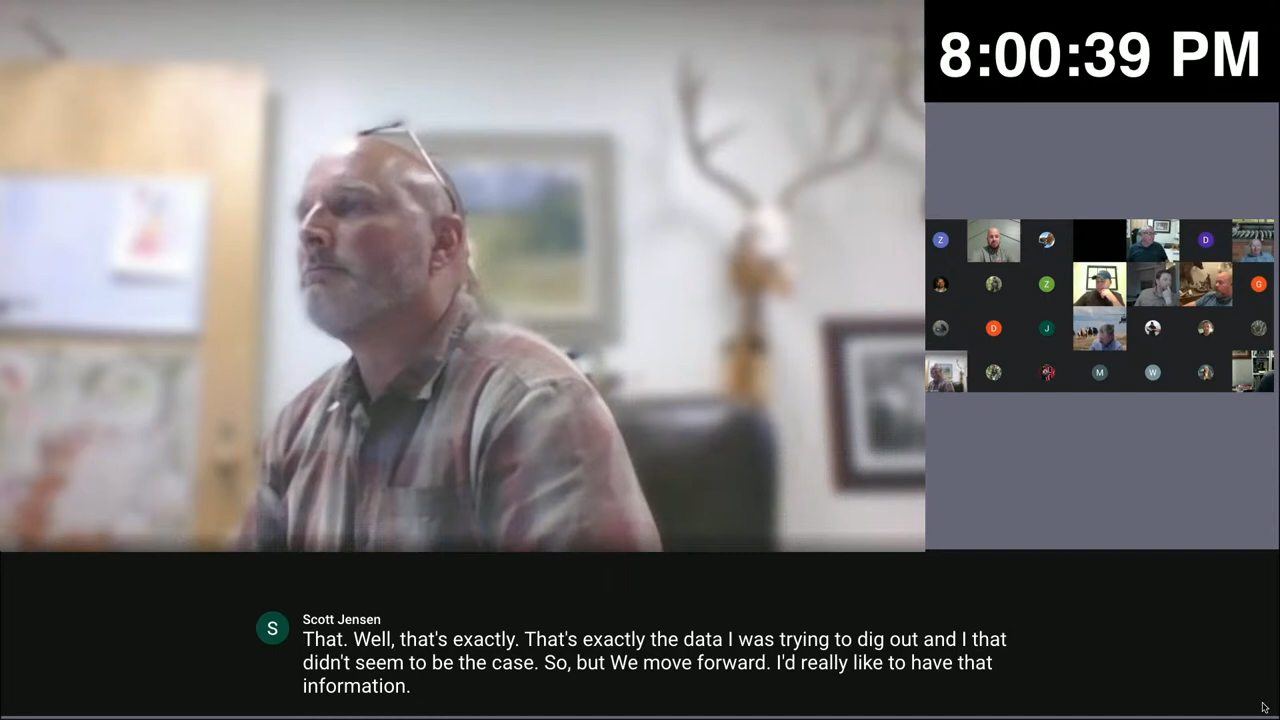 8:00:39 PM
Z
D
Z
G
D
J
M
W
S
Scott Jensen
That. Well, that's exactly. That's exactly the data I was trying to dig out and I that
didn't seem to be the case. So, but We move forward. I'd really like to have that
information.